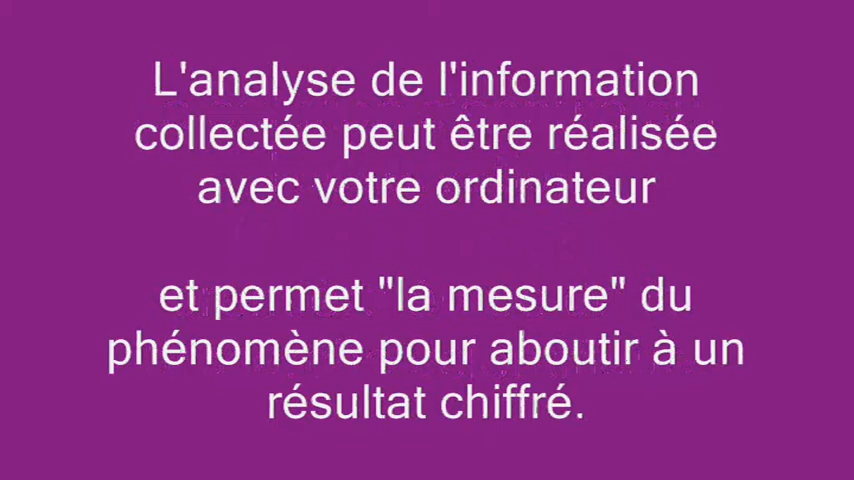 L'analyse de l'information
collectée peut être réalisée
avec votre ordinateur
et permet "la mesure" du
phénomène pour aboutir à un
résultat chiffré.